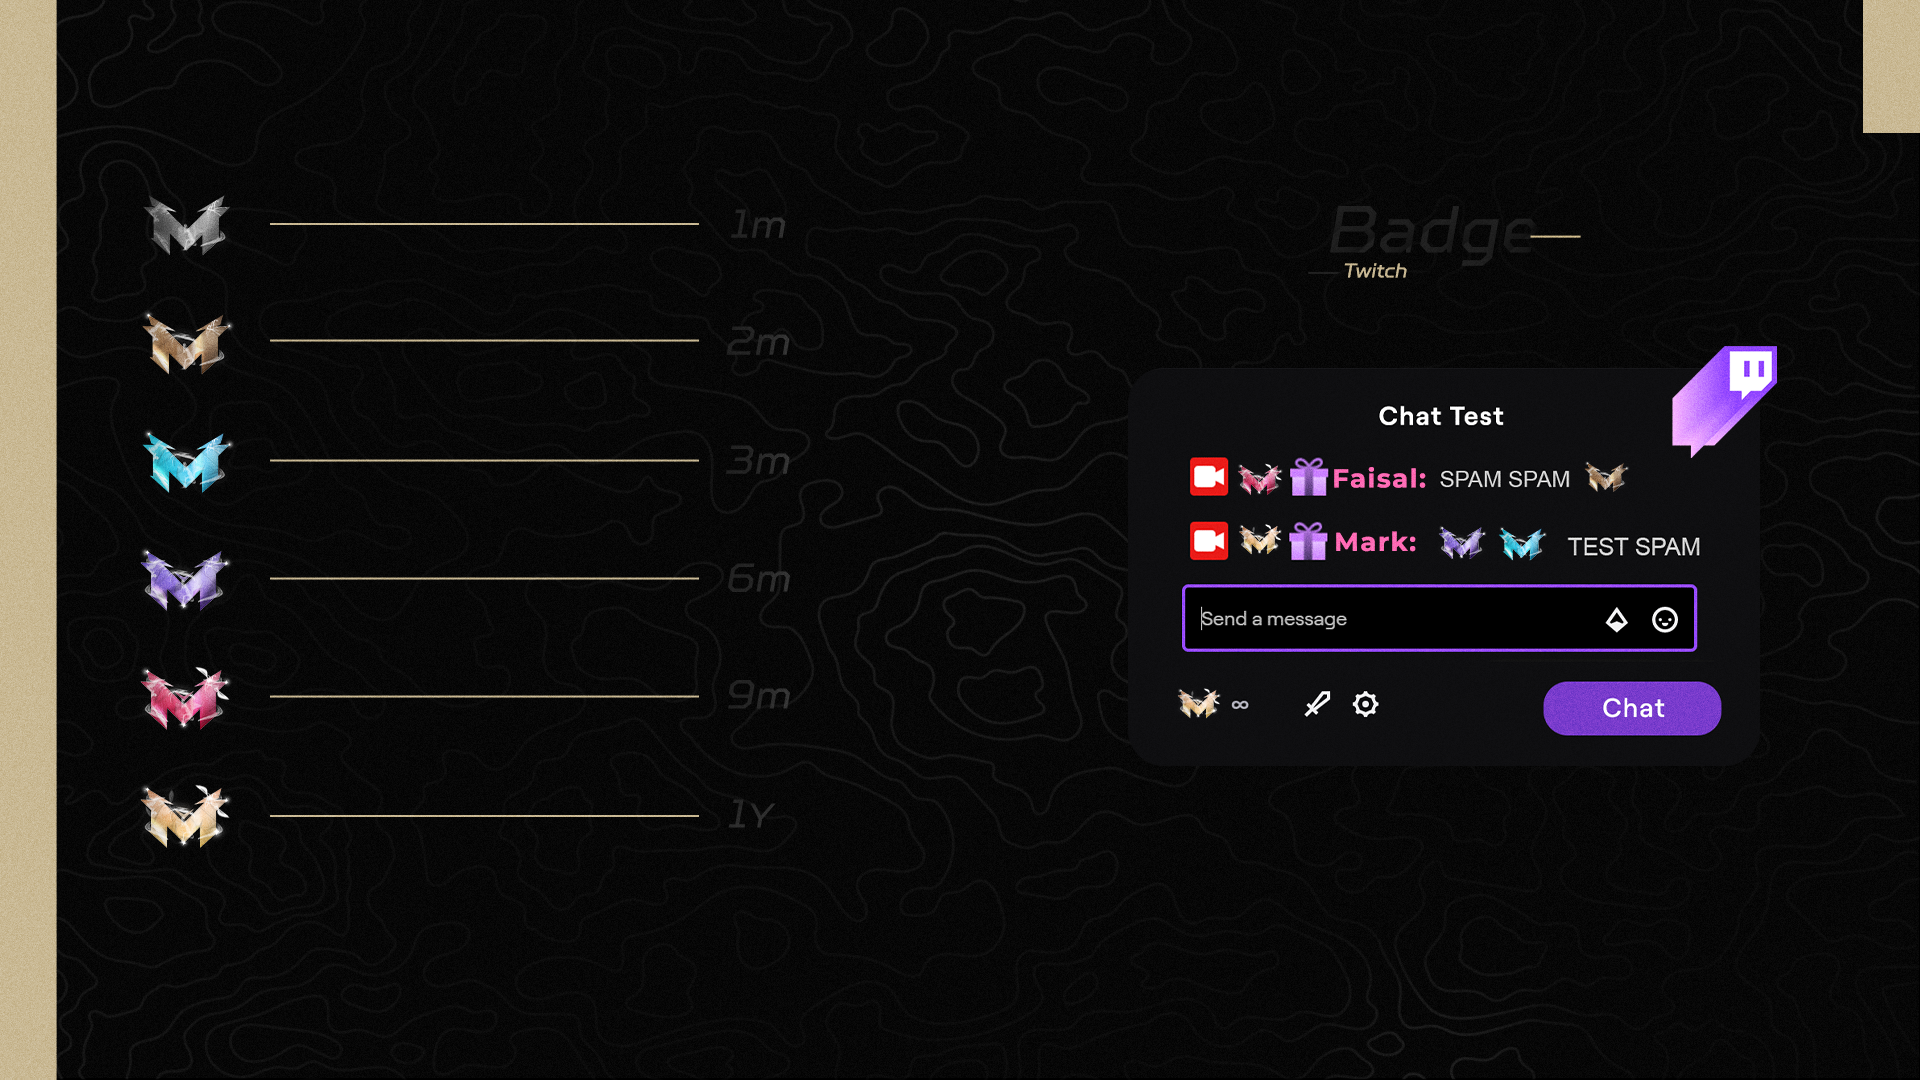 1m
2m
3m
6m
9m
1Y
Badge
Twitch
Chat Test
Faisal: SPAM SPAM
Mark: TEST SPAM
Send a message
∞
Chat